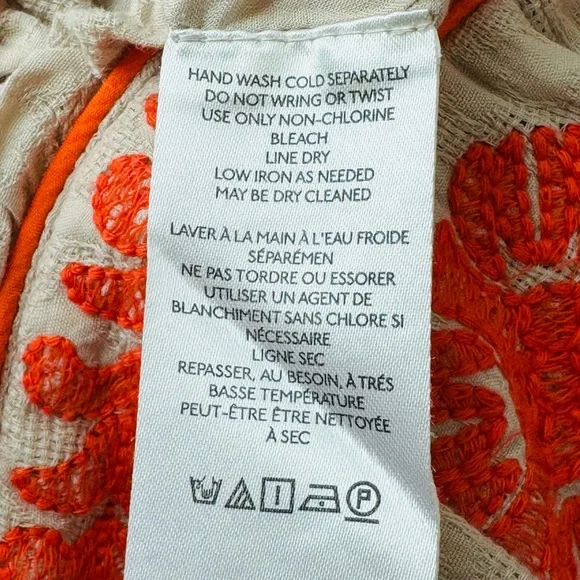 HAND WASH COLD SEPARATELY
DO NOT WRING OR TWIST
USE ONLY NON-CHLORINE
BLEACH
LINE DRY
LOW IRON AS NEEDED
MAY BE DRY CLEANED
LAVER À LA MAIN À L'EAU FROIDE
SÉPARÉMEN
NE PAS TORDRE OU ESSORER
UTILISER UN AGENT DE
BLANCHIMENT SANS CHLORE SI
NÉCESSAIRE
LIGNE SEC
REPASSER, AU BESOIN, À TRÉS
BASSE TEMPÉRATURE
PEUT-ÊTRE ÊTRE NETTOYÉE
À SEC
P